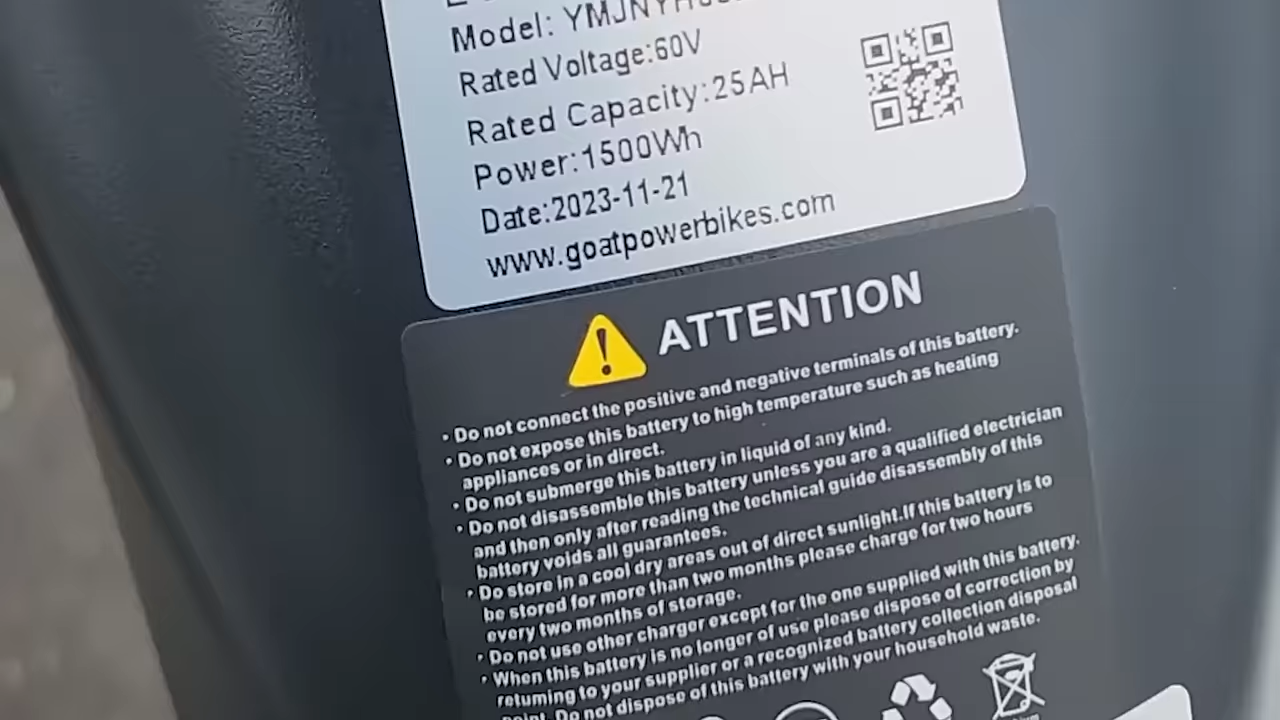 Model:
Rated Voltage:60V
Rated Capacity:25AH
Power:1500Wh
Date:2023-11-21
www.goatpowerbikes.com
ATTENTION
• Do not connect the positive and negative terminals of this battery.
• Do not expose this battery to high temperature such as heating
appliances or in direct.
• Do not submerge this battery in liquid of any kind.
• Do not disassemble this battery unless you are a qualified electrician
and then only after reading the technical guide disassembly of this
battery voids all guarantees.
• Do store in a cool dry areas out of direct sunlight.If this battery is to
be stored for more than two months please charge for two hours
every two months of storage.
• Do not use other charger except for the one supplied with this battery.
• When this battery is no longer of use please dispose of correction by
returning to your supplier or a recognized battery collection disposal
point. Do not dispose of this battery with your household waste.